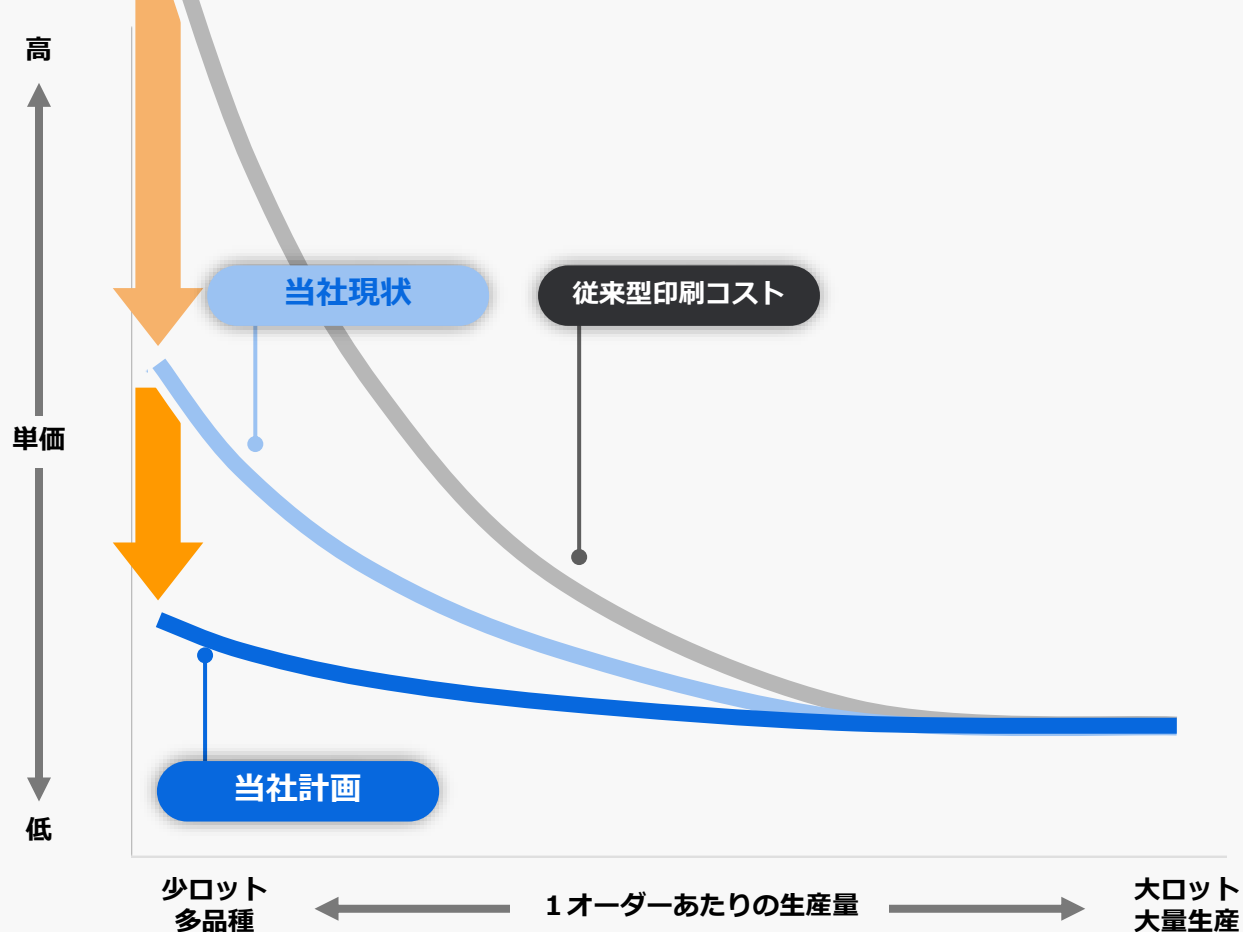 高
当社現状
従来型印刷コスト
単価
当社計画
低
少ロット
多品種
1オーダーあたりの生産量
大ロット
大量生産